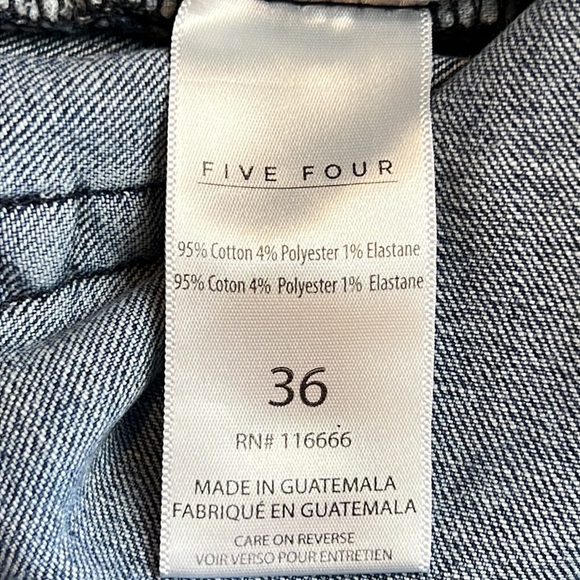 FIVE FOUR
95% Cotton 4% Polyester 1% Elastane
95% Coton 4% Polyester 1% Elastane
36
RN# 116666
MADE IN GUATEMALA
FABRIQUÉ EN GUATEMALA
CARE ON REVERSE
VOIR VERSO POUR ENTRETIEN